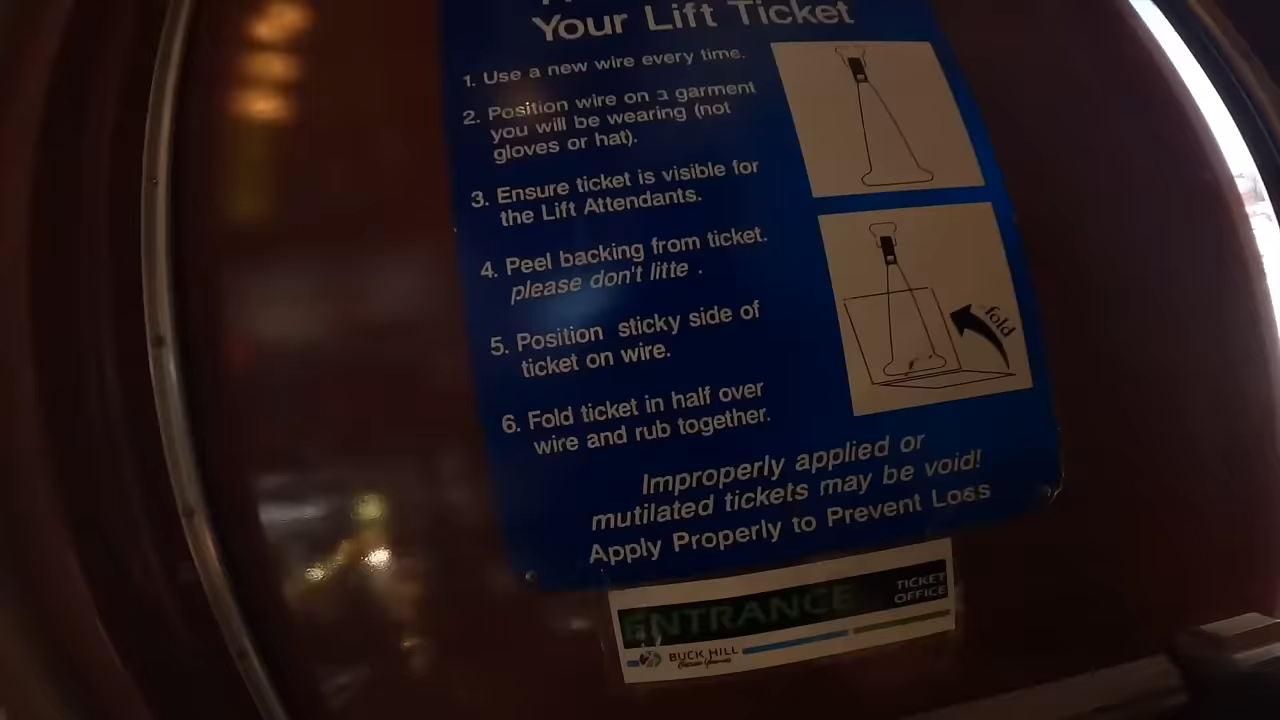 Your Lift Ticket
1. Use a new wire every time.
2. Position wire on a garment
you will be wearing (not
gloves or hat).
3. Ensure ticket is visible for
the Lift Attendants.
4. Peel backing from ticket.
please don't litte .
5. Position sticky side of
ticket on wire.
6. Fold ticket in half over
wire and rub together.
fold
Improperly applied or
mutilated tickets may be void!
Apply Properly to Prevent Loss
ENTRANCE
TICKET
OFFICE
BUCK HILL